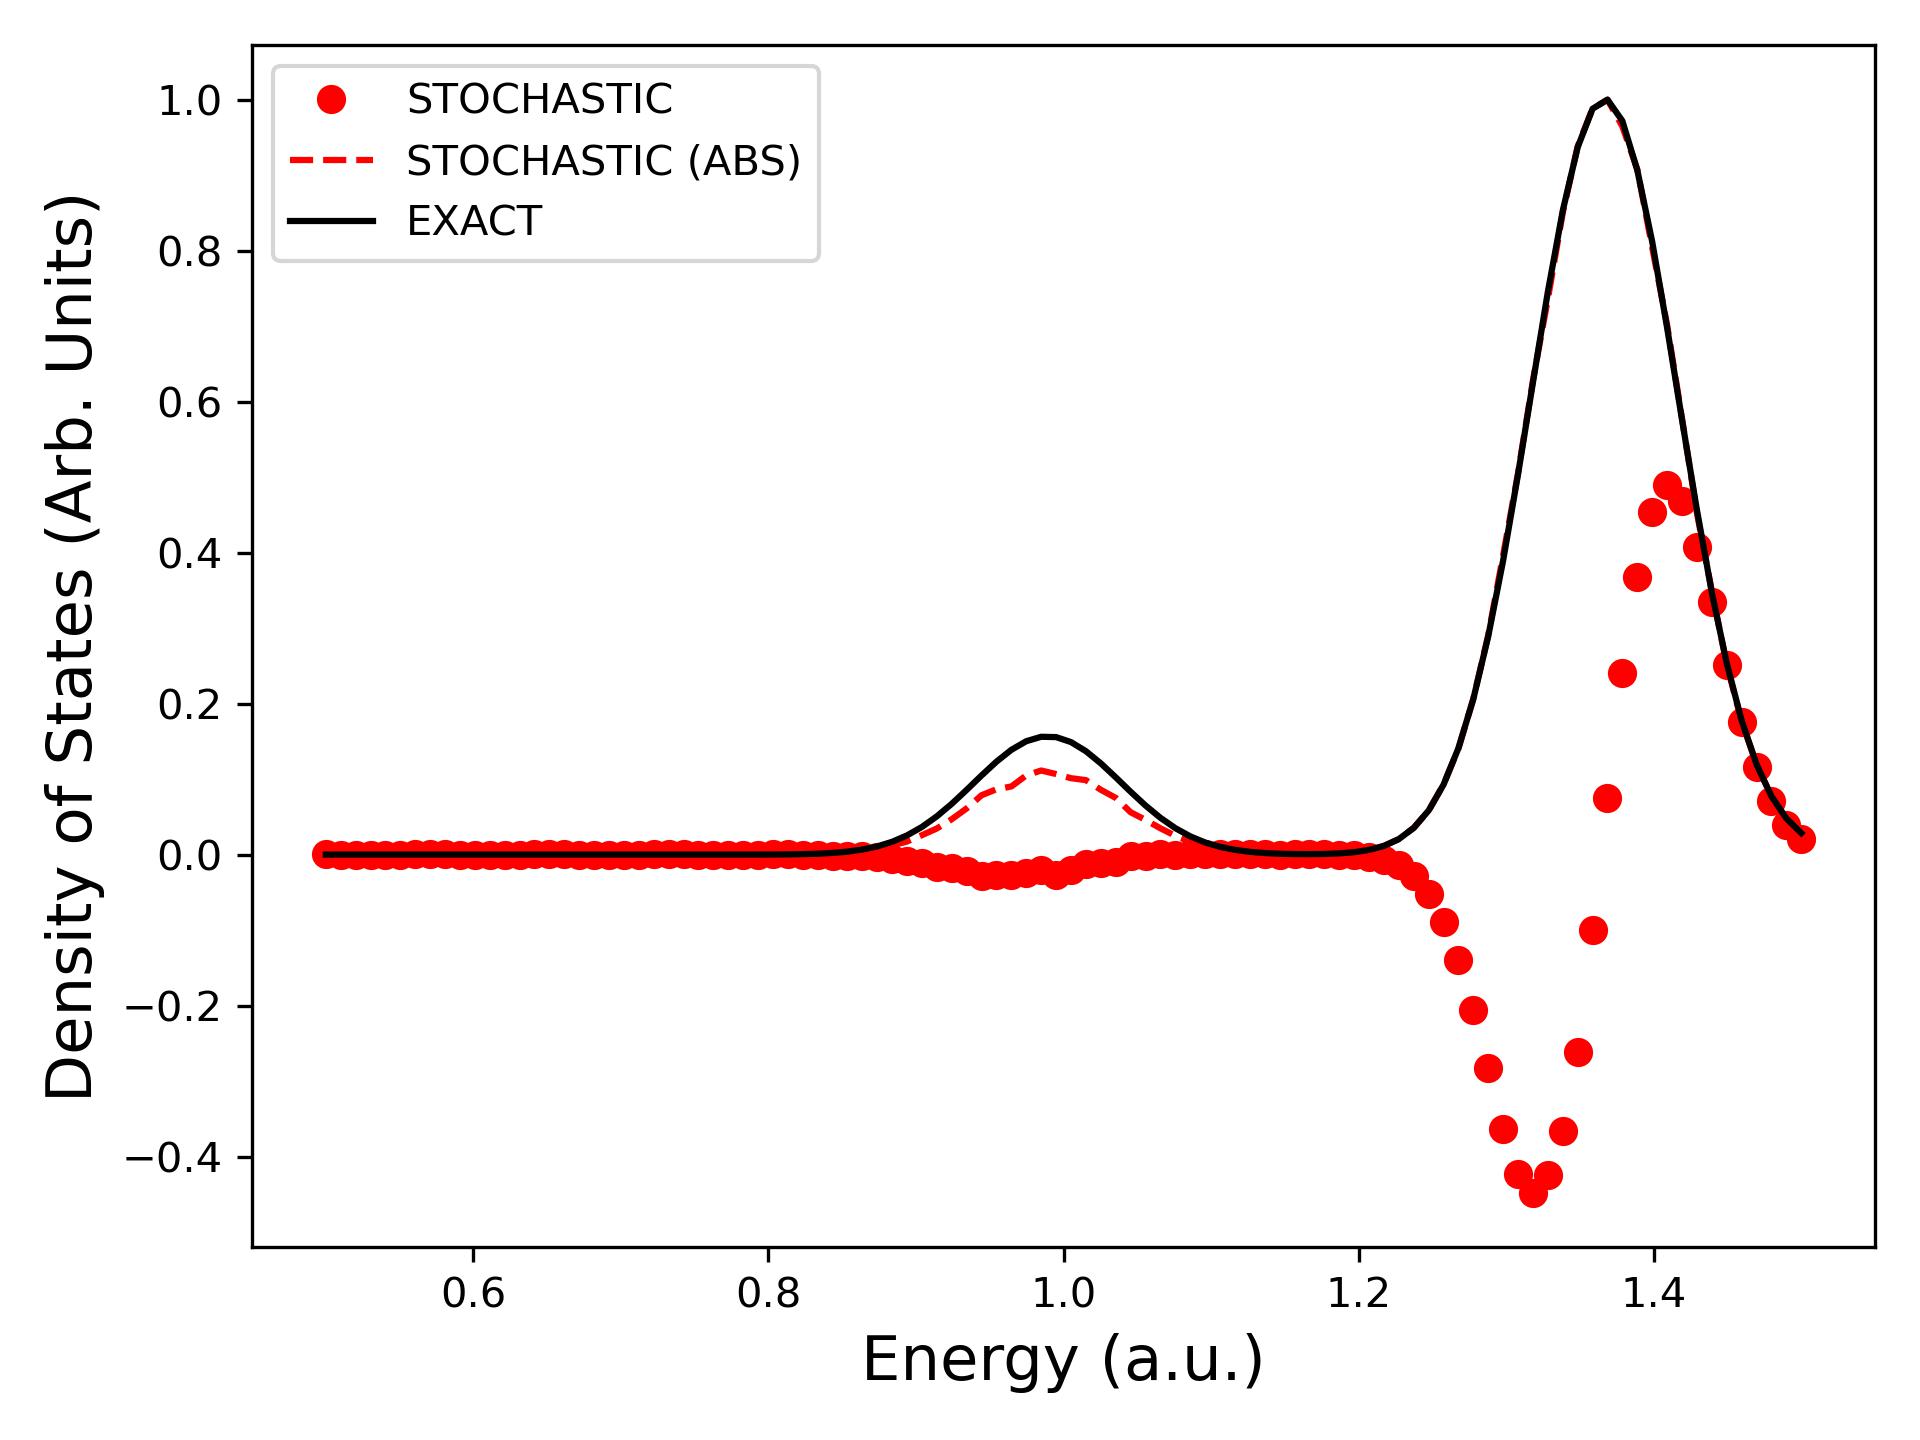 STOCHASTIC
STOCHASTIC (ABS)
EXACT
Density of States (Arb. Units)
1.0
0.8
0.6
0.4
0.2
0.0
−0.2
−0.4
0.6 0.8 1.0 1.2 1.4
Energy (a.u.)